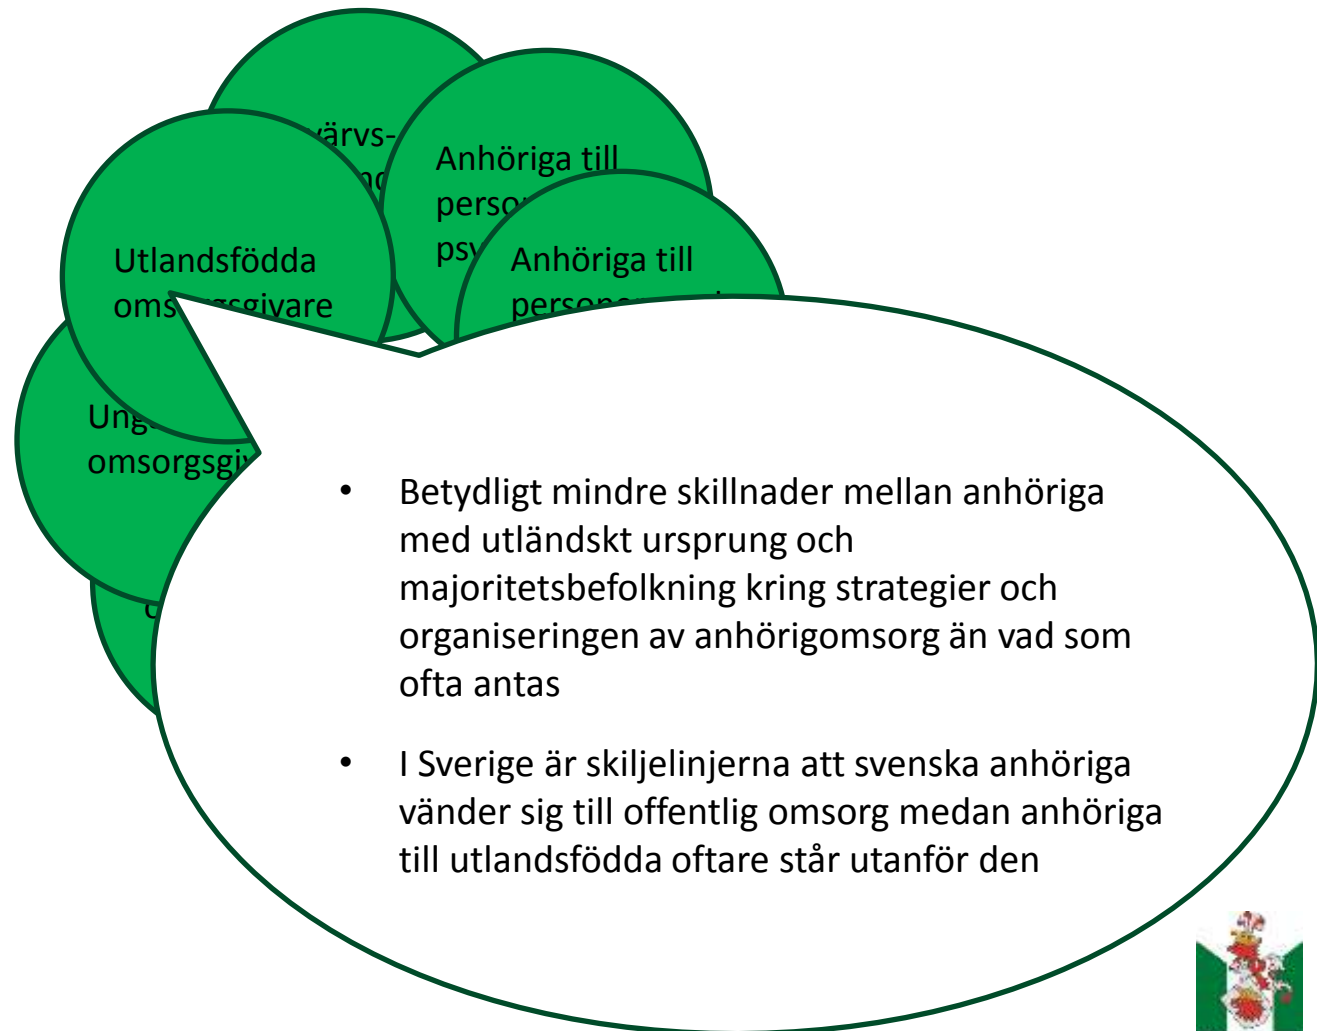 Anhöriga till
Utlandsfödda
Anhöriga till
omsorgsgivare
• Betydligt mindre skillnader mellan anhöriga
med utländskt ursprung och
majoritetsbefolkning kring strategier och
organiseringen av anhörigomsorg än vad som
ofta antas
• I Sverige är skiljelinjerna att svenska anhöriga
vänder sig till offentlig omsorg medan anhöriga
till utlandsfödda oftare står utanför den